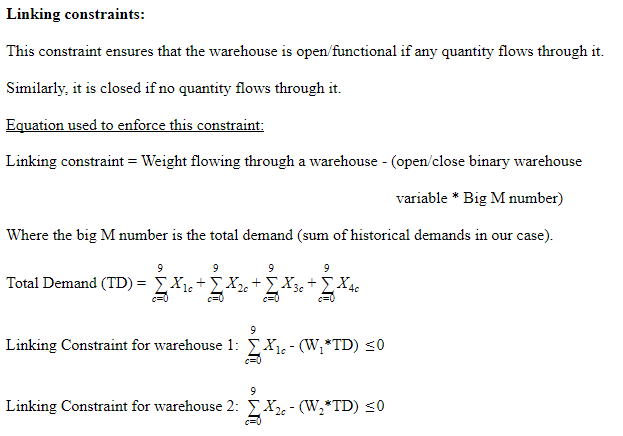 Linking constraints:
This constraint ensures that the warehouse is open/functional if any quantity flows through it.
Similarly, it is closed if no quantity flows through it.
Equation used to enforce this constraint:
Linking constraint = Weight flowing through a warehouse - (open/close binary warehouse
variable * Big M number)
Where the big M number is the total demand (sum of historical demands in our case).
Total Demand (TD) = ∑_{c=0}^{9} X_{1c} + ∑_{c=0}^{9} X_{2c} + ∑_{c=0}^{9} X_{3c} + ∑_{c=0}^{9} X_{4c}
Linking Constraint for warehouse 1: ∑_{c=0}^{9} X_{1c} - (W_1*TD) ≤0
Linking Constraint for warehouse 2: ∑_{c=0}^{9} X_{2c} - (W_2*TD) ≤0